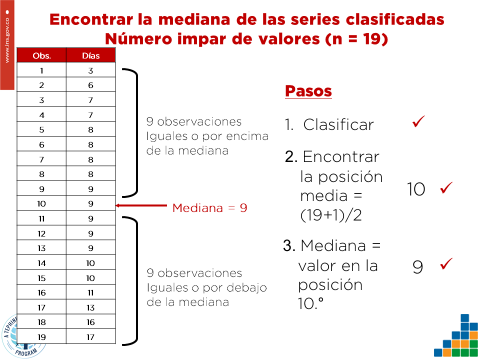 Encontrar la mediana de las series clasificadas
Número impar de valores (n = 19)
www.ins.gov.co
Obs. Días
1 3
2 6
3 7
4 7
5 8
6 8
7 8
8 8
9 9
10 9
11 9
12 9
13 9
14 10
15 10
16 11
17 13
18 16
19 17
9 observaciones
Iguales o por encima
de la mediana
Mediana = 9
9 observaciones
Iguales o por debajo
de la mediana
Pasos
1. Clasificar ✓
2. Encontrar
la posición
media =
(19+1)/2
10 ✓
3. Mediana =
valor en la
posición
10.°
9 ✓